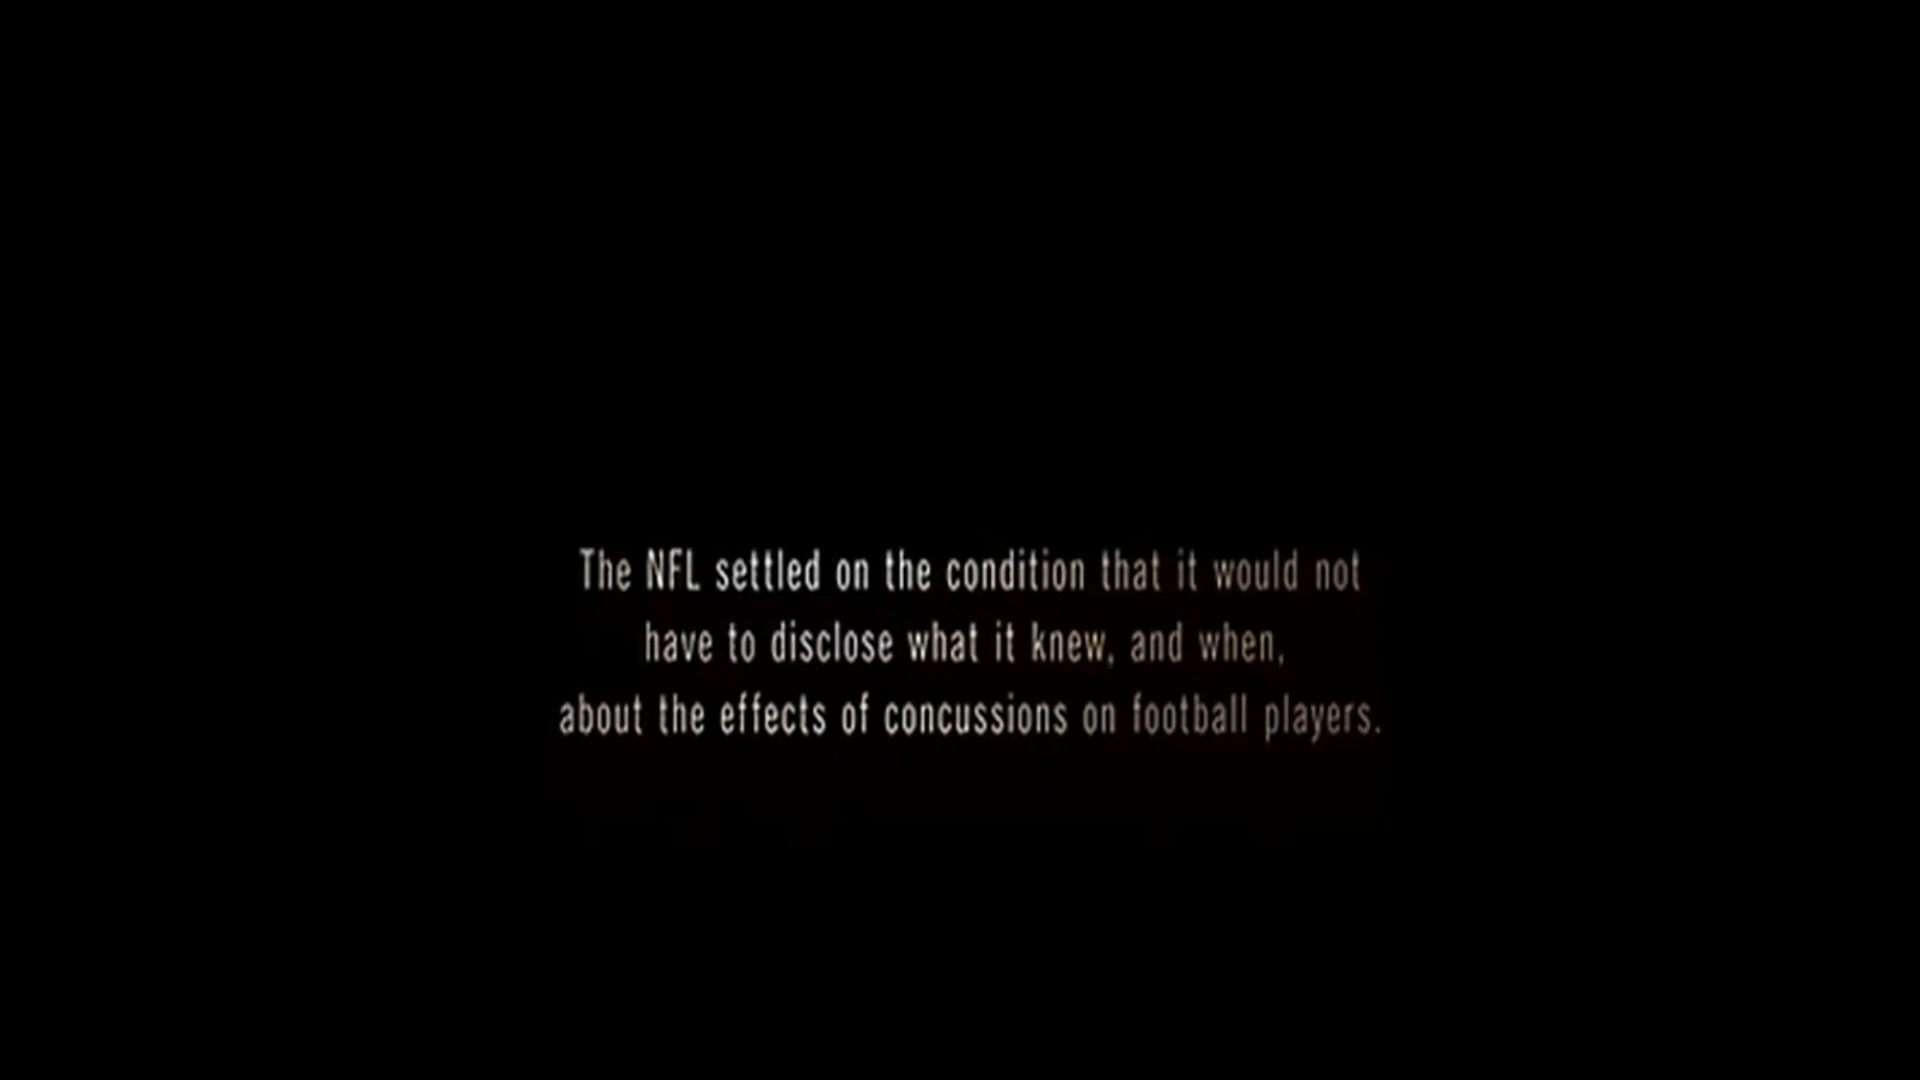 The NFL settled on the condition that it would not
have to disclose what it knew, and when,
about the effects of concussions on football players.